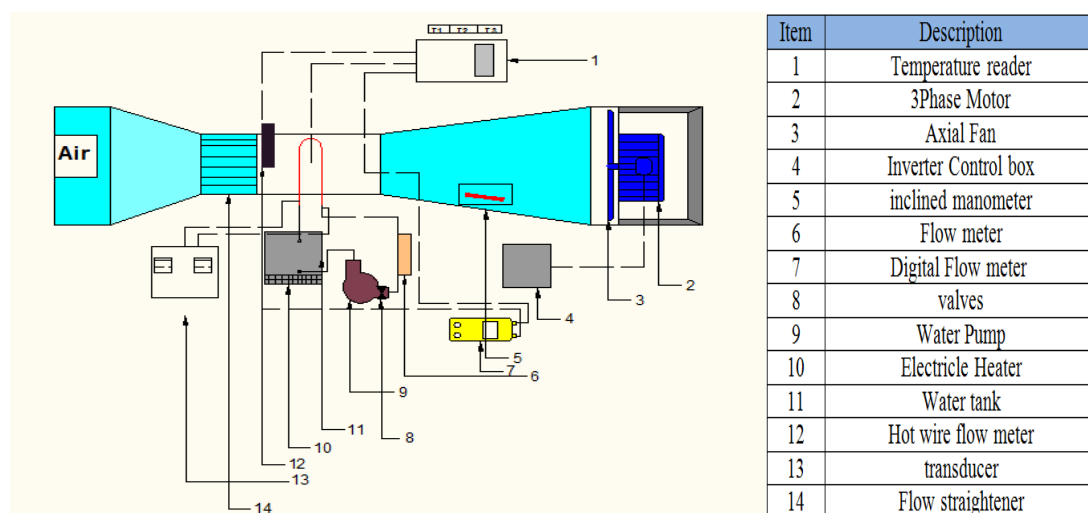 T1 T2 T3
1
Air
2
3
4
5
7
6
9
8
11
10
12
13
14
Item Description
1 Temperature reader
2 3Phase Motor
3 Axial Fan
4 Inverter Control box
5 inclined manometer
6 Flow meter
7 Digital Flow meter
8 valves
9 Water Pump
10 Electricle Heater
11 Water tank
12 Hot wire flow meter
13 transducer
14 Flow straightener